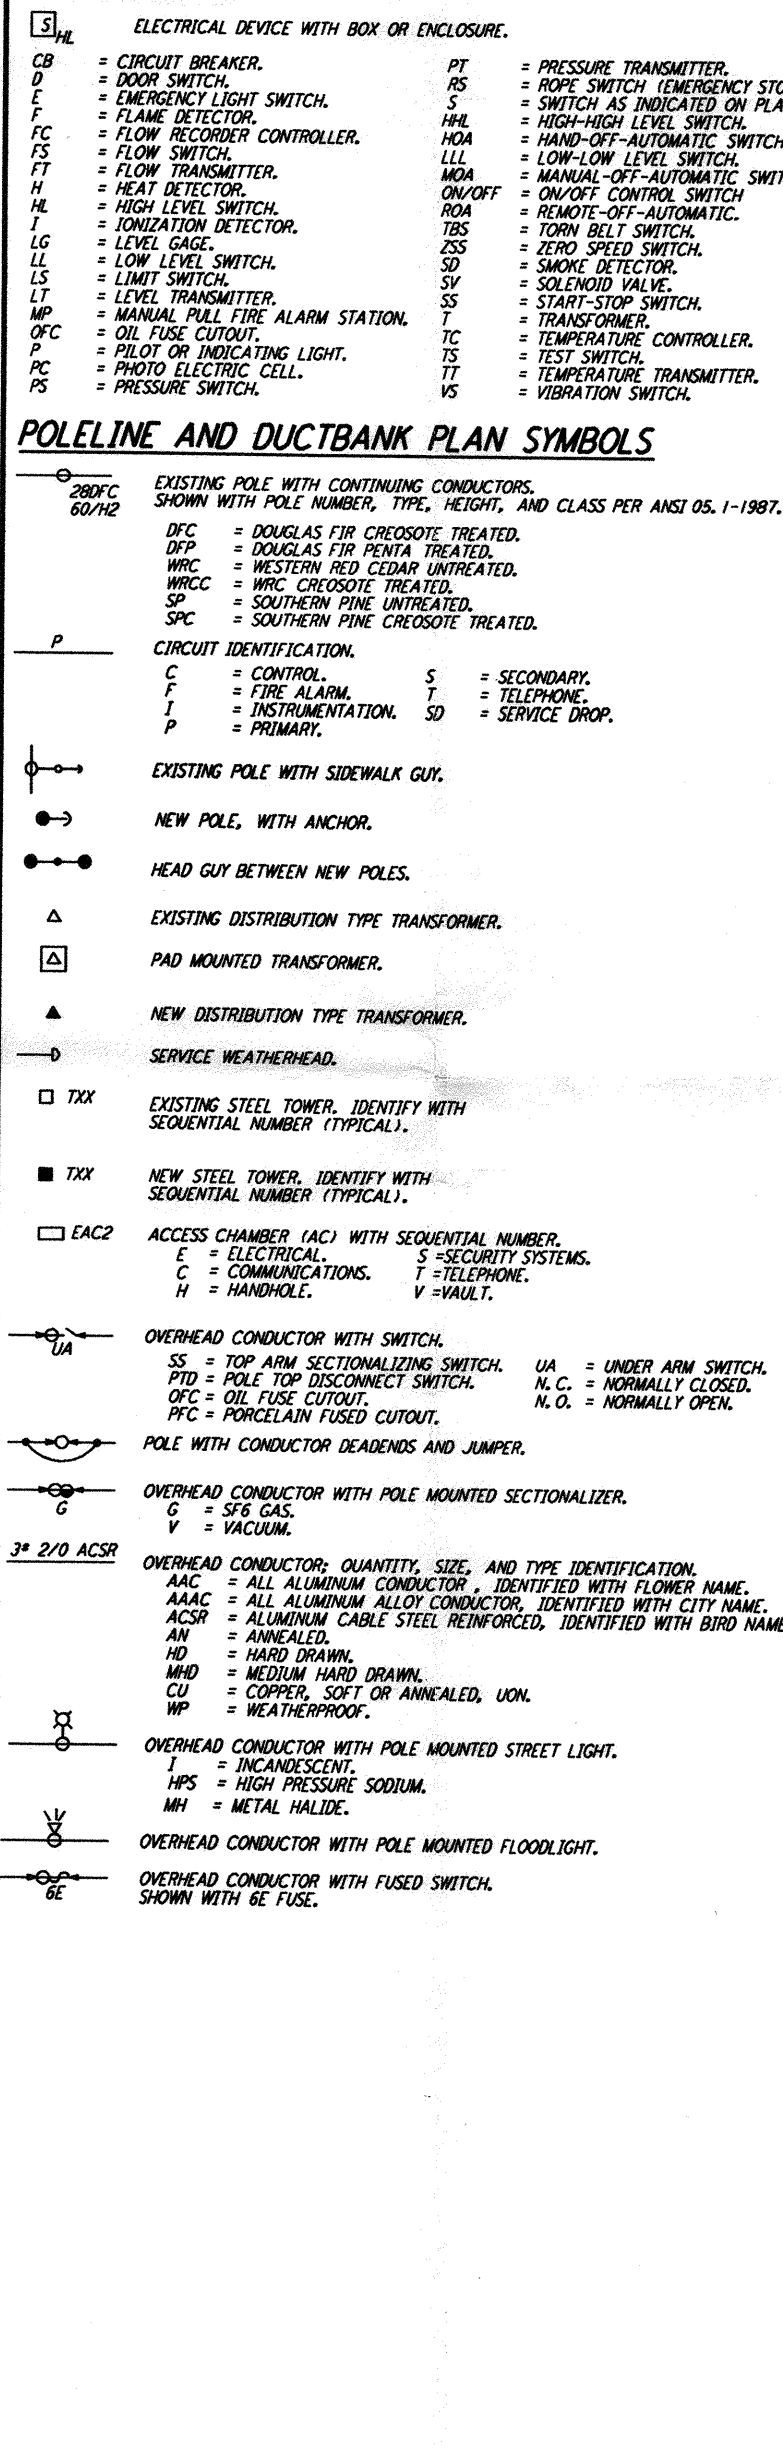 S HL ELECTRICAL DEVICE WITH BOX OR ENCLOSURE.
CB = CIRCUIT BREAKER.
D = DOOR SWITCH.
E = EMERGENCY LIGHT SWITCH.
F = FLAME DETECTOR.
FC = FLOW RECORDER CONTROLLER.
FS = FLOW SWITCH.
FT = FLOW TRANSMITTER.
H = HEAT DETECTOR.
HL = HIGH LEVEL SWITCH.
I = IONIZATION DETECTOR.
LG = LEVEL GAGE.
LL = LOW LEVEL SWITCH.
LS = LIMIT SWITCH.
LT = LEVEL TRANSMITTER.
MP = MANUAL PULL FIRE ALARM STATION.
OFC = OIL FUSE CUTOUT.
P = PILOT OR INDICATING LIGHT.
PC = PHOTO ELECTRIC CELL.
PS = PRESSURE SWITCH.
PT = PRESSURE TRANSMITTER.
RS = ROPE SWITCH (EMERGENCY STO
S = SWITCH AS INDICATED ON PLA
HHL = HIGH-HIGH LEVEL SWITCH.
HOA = HAND-OFF-AUTOMATIC SWITCH
LLL = LOW-LOW LEVEL SWITCH.
MOA = MANUAL-OFF-AUTOMATIC SWIT
ON/OFF = ON/OFF CONTROL SWITCH
ROA = REMOTE-OFF-AUTOMATIC.
TBS = TORN BELT SWITCH.
ZSS = ZERO SPEED SWITCH.
SD = SMOKE DETECTOR.
SV = SOLENOID VALVE.
SS = START-STOP SWITCH.
T = TRANSFORMER.
TC = TEMPERATURE CONTROLLER.
TS = TEST SWITCH.
TT = TEMPERATURE TRANSMITTER.
VS = VIBRATION SWITCH.
POLELINE AND DUCTBANK PLAN SYMBOLS
28DFC EXISTING POLE WITH CONTINUING CONDUCTORS.
60/H2 SHOWN WITH POLE NUMBER, TYPE, HEIGHT, AND CLASS PER ANSI 05.1-1987.
DFC = DOUGLAS FIR CREOSOTE TREATED.
DFP = DOUGLAS FIR PENTA TREATED.
WRC = WESTERN RED CEDAR UNTREATED.
WRCC = WRC CREOSOTE TREATED.
SP = SOUTHERN PINE UNTREATED.
SPC = SOUTHERN PINE CREOSOTE TREATED.
P CIRCUIT IDENTIFICATION.
C = CONTROL. S = SECONDARY.
F = FIRE ALARM. T = TELEPHONE.
I = INSTRUMENTATION. SD = SERVICE DROP.
P = PRIMARY.
EXISTING POLE WITH SIDEWALK GUY.
NEW POLE, WITH ANCHOR.
HEAD GUY BETWEEN NEW POLES.
EXISTING DISTRIBUTION TYPE TRANSFORMER.
PAD MOUNTED TRANSFORMER.
NEW DISTRIBUTION TYPE TRANSFORMER.
SERVICE WEATHERHEAD.
TXX EXISTING STEEL TOWER. IDENTIFY WITH
SEQUENTIAL NUMBER (TYPICAL).
TXX NEW STEEL TOWER. IDENTIFY WITH
SEQUENTIAL NUMBER (TYPICAL).
EAC2 ACCESS CHAMBER (AC) WITH SEQUENTIAL NUMBER.
E = ELECTRICAL. S =SECURITY SYSTEMS.
C = COMMUNICATIONS. T =TELEPHONE.
H = HANDHOLE. V =VAULT.
UA OVERHEAD CONDUCTOR WITH SWITCH.
SS = TOP ARM SECTIONALIZING SWITCH. UA = UNDER ARM SWITCH.
PTD = POLE TOP DISCONNECT SWITCH. N.C. = NORMALLY CLOSED.
OFC = OIL FUSE CUTOUT. N.O. = NORMALLY OPEN.
PFC = PORCELAIN FUSED CUTOUT.
POLE WITH CONDUCTOR DEADENDS AND JUMPER.
OVERHEAD CONDUCTOR WITH POLE MOUNTED SECTIONALIZER.
G G = SF6 GAS.
V = VACUUM.
3* 2/0 ACSR OVERHEAD CONDUCTOR; QUANTITY, SIZE, AND TYPE IDENTIFICATION.
AAC = ALL ALUMINUM CONDUCTOR , IDENTIFIED WITH FLOWER NAME.
AAAC = ALL ALUMINUM ALLOY CONDUCTOR, IDENTIFIED WITH CITY NAME.
ACSR = ALUMINUM CABLE STEEL REINFORCED, IDENTIFIED WITH BIRD NAME
AN = ANNEALED.
HD = HARD DRAWN.
MHD = MEDIUM HARD DRAWN.
CU = COPPER, SOFT OR ANNEALED, UON.
WP = WEATHERPROOF.
OVERHEAD CONDUCTOR WITH POLE MOUNTED STREET LIGHT.
I = INCANDESCENT.
HPS = HIGH PRESSURE SODIUM.
MH = METAL HALIDE.
OVERHEAD CONDUCTOR WITH POLE MOUNTED FLOODLIGHT.
OVERHEAD CONDUCTOR WITH FUSED SWITCH.
6E SHOWN WITH 6E FUSE.